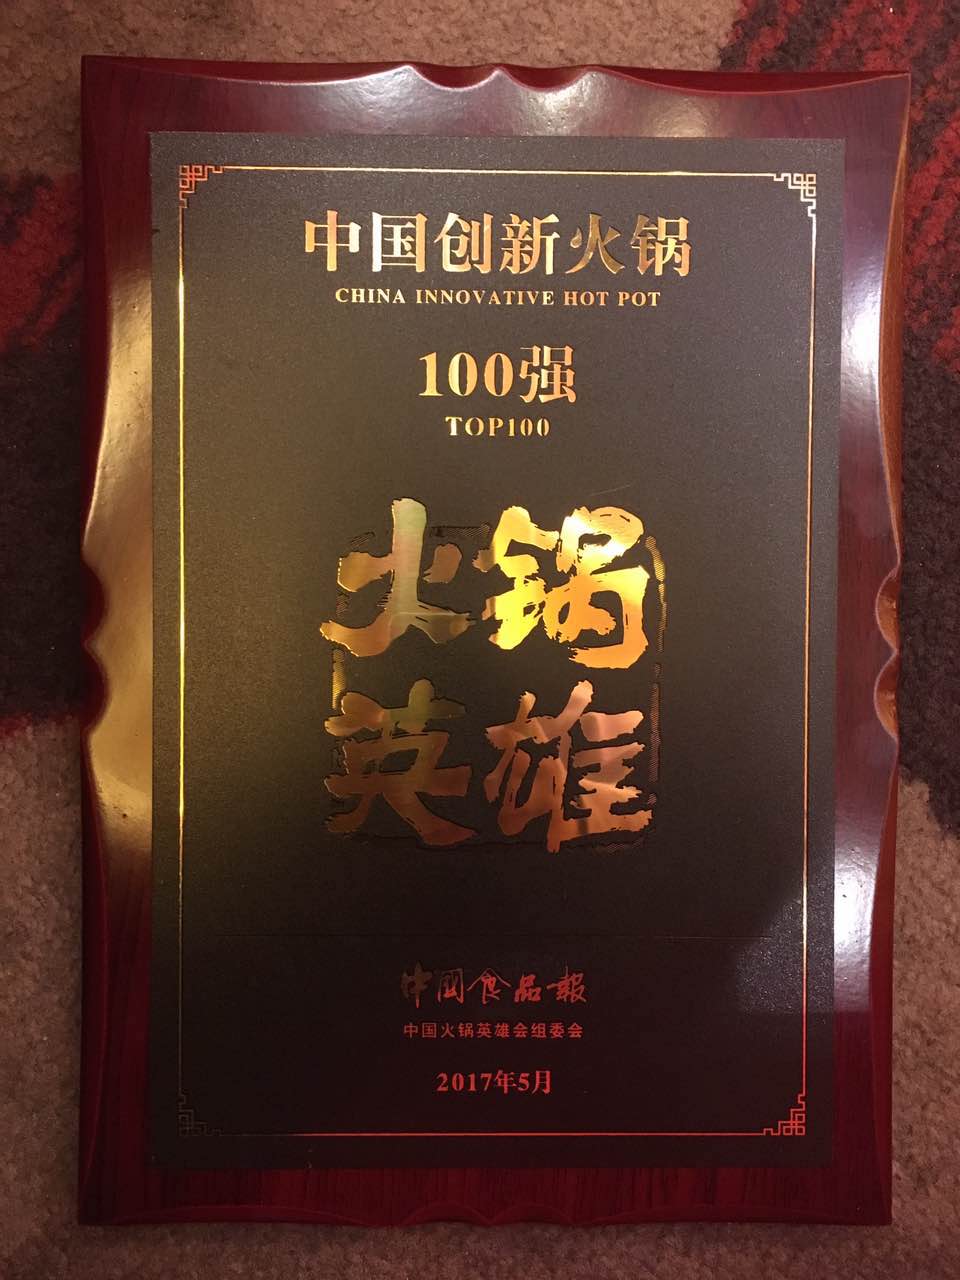 中国创新火锅
CHINA INNOVATIVE HOT POT
100强
TOP100
火锅
英雄
中國食品報
中国火锅英雄会组委会
2017年5月